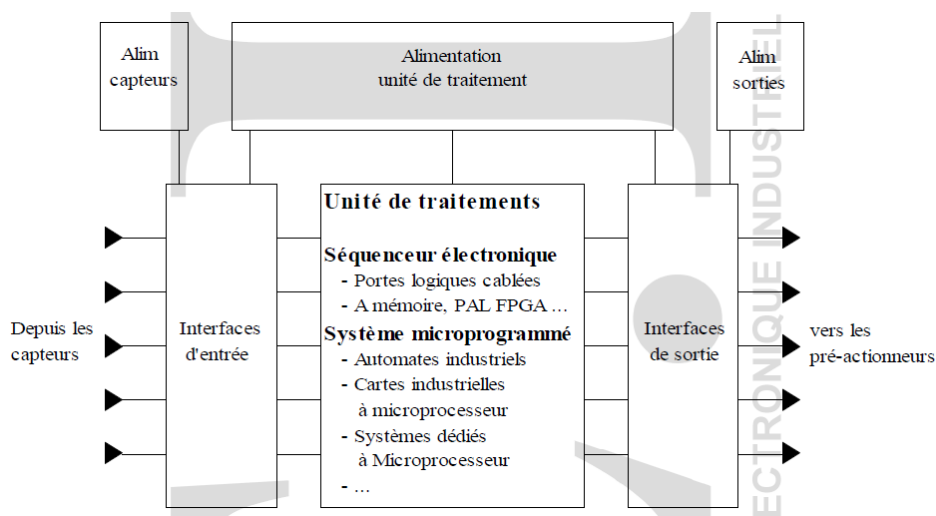 Alim
capteurs
Alimentation
unité de traitement
Alim
sorties
Unité de traitements
Séquenceur électronique
- Portes logiques cablées
- A mémoire, PAL FPGA ...
Système microprogrammé
- Automates industriels
- Cartes industrielles
à microprocesseur
- Systèmes dédiés
à Microprocesseur
- ...
Depuis les
capteurs
Interfaces
d'entrée
Interfaces
de sortie
vers les
pré-actionneurs
ECTRONIQUE INDUSTRIEL